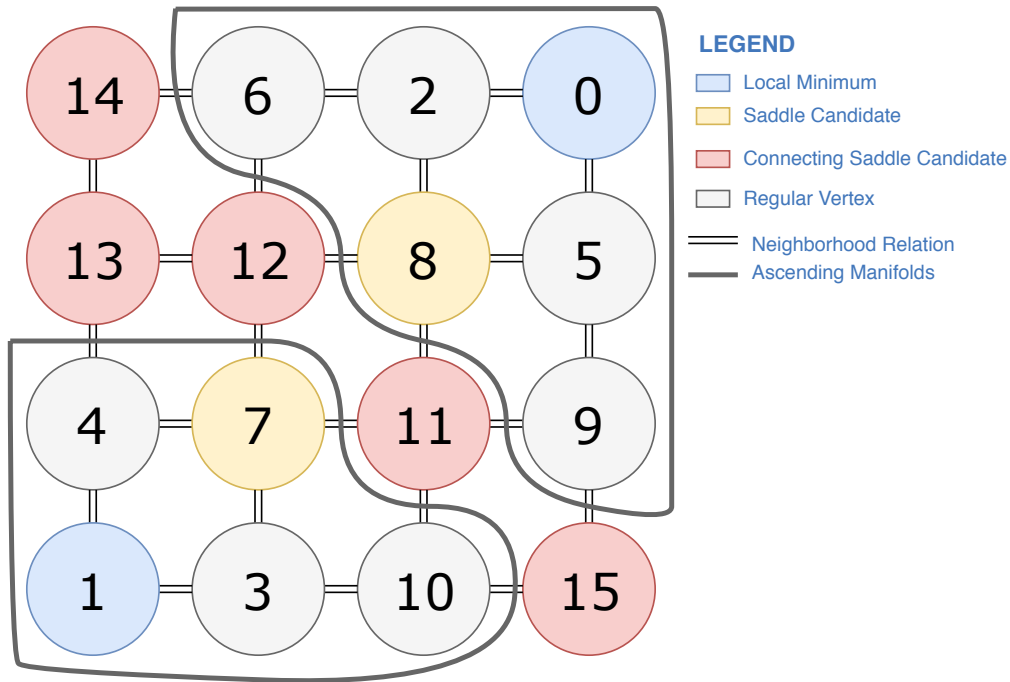 14 6 2 0
13 12 8 5
4 7 11 9
1 3 10 15
LEGEND
Local Minimum
Saddle Candidate
Connecting Saddle Candidate
Regular Vertex
Neighborhood Relation
Ascending Manifolds